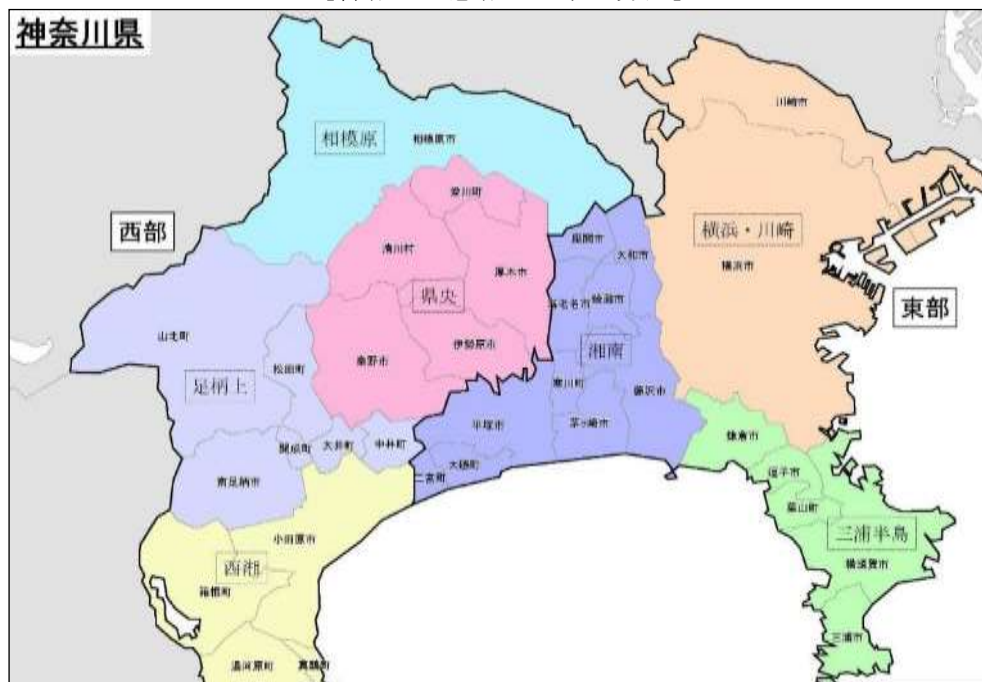 神奈川県
川崎市
相模原
相模原市
愛川町
西部
座間市
横浜・川崎
清川村
厚木市
大和市
横浜市
県央
海老名市
綾瀬市
東部
山北町
秦野市
伊勢原市
湘南
松田町
足柄上
寒川町
藤沢市
平塚市
茅ヶ崎市
鎌倉市
開成町
大井町
中井町
大磯町
二宮町
逗子市
南足柄市
葉山町
小田原市
三浦半島
西湘
横須賀市
箱根町
三浦市
湯河原町
真鶴町